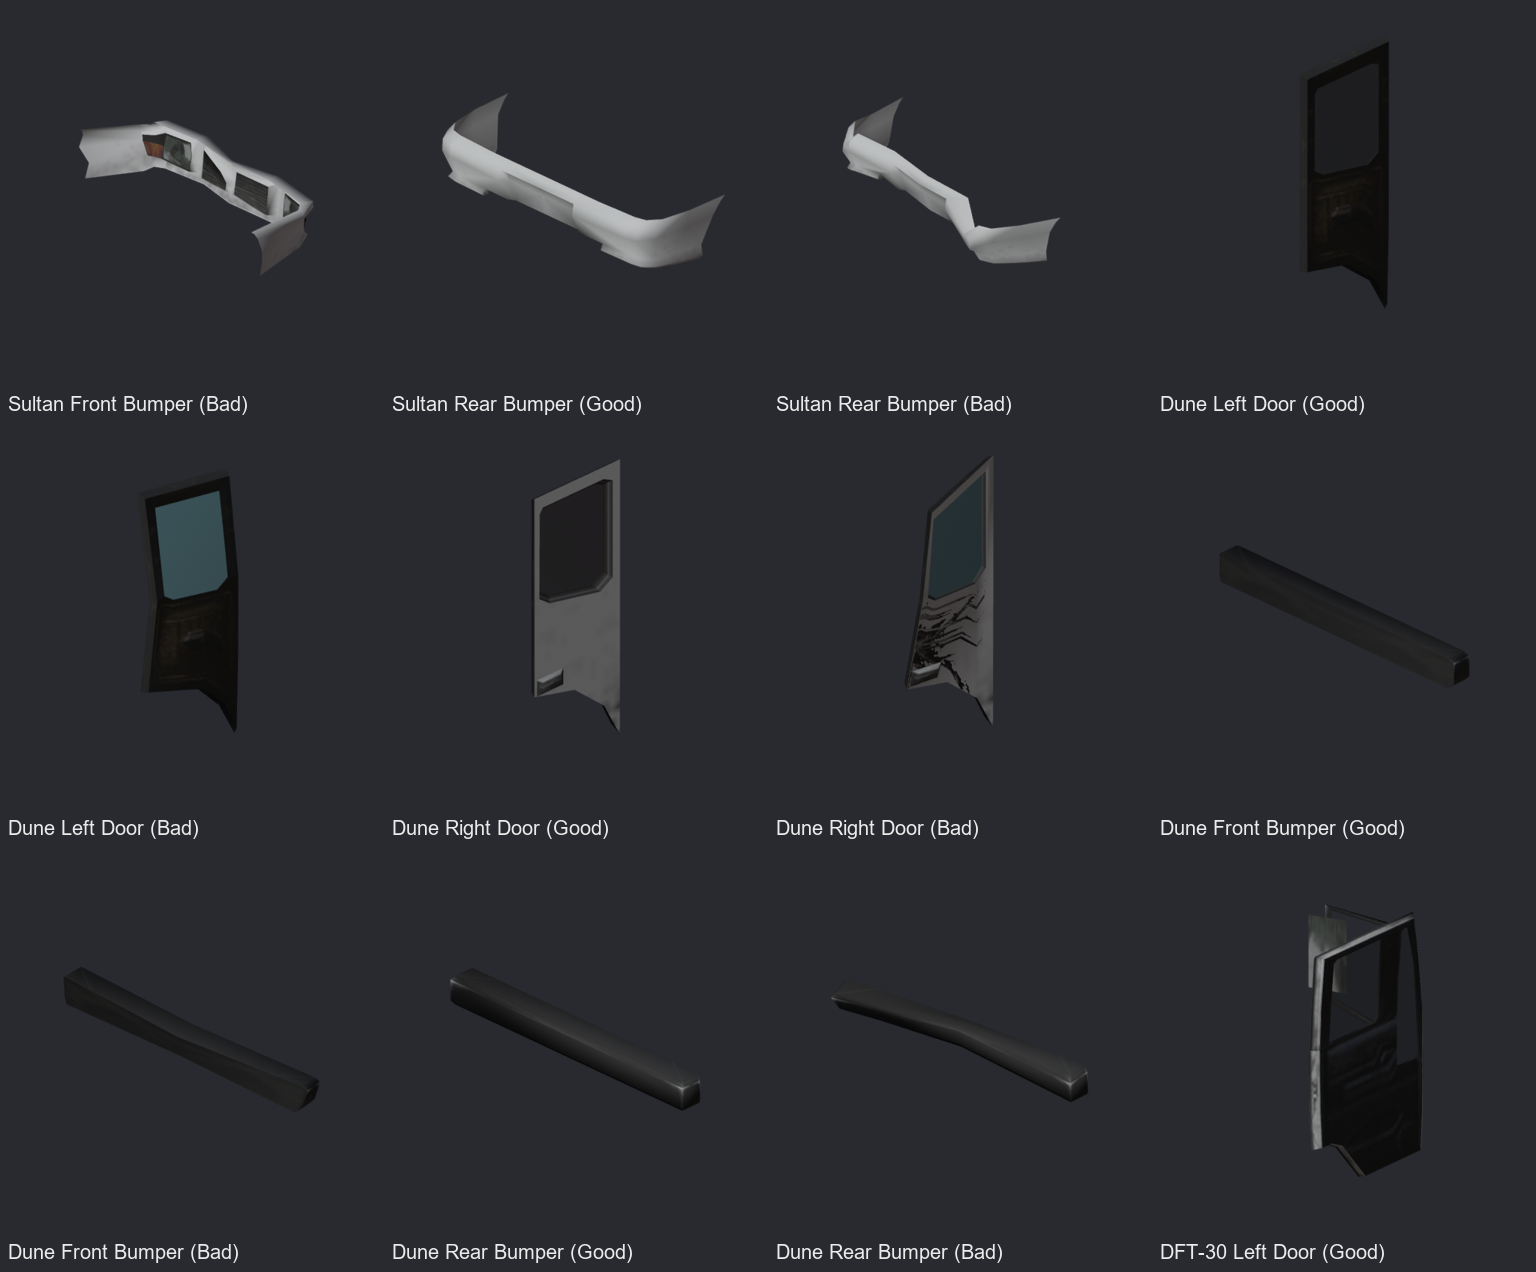 Sultan Front Bumper (Bad)
Sultan Rear Bumper (Good)
Sultan Rear Bumper (Bad)
Dune Left Door (Good)
Dune Left Door (Bad)
Dune Right Door (Good)
Dune Right Door (Bad)
Dune Front Bumper (Good)
Dune Front Bumper (Bad)
Dune Rear Bumper (Good)
Dune Rear Bumper (Bad)
DFT-30 Left Door (Good)